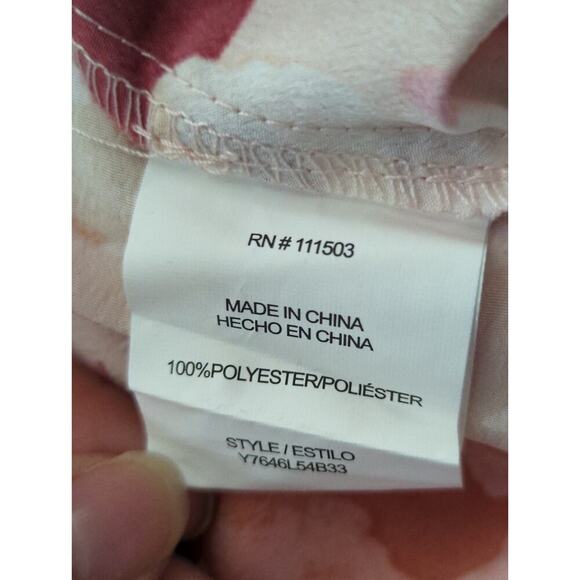 RN # 111503
MADE IN CHINA
HECHO EN CHINA
100%POLYESTER/POLIÉSTER
STYLE / ESTILO
Y7646L54B33